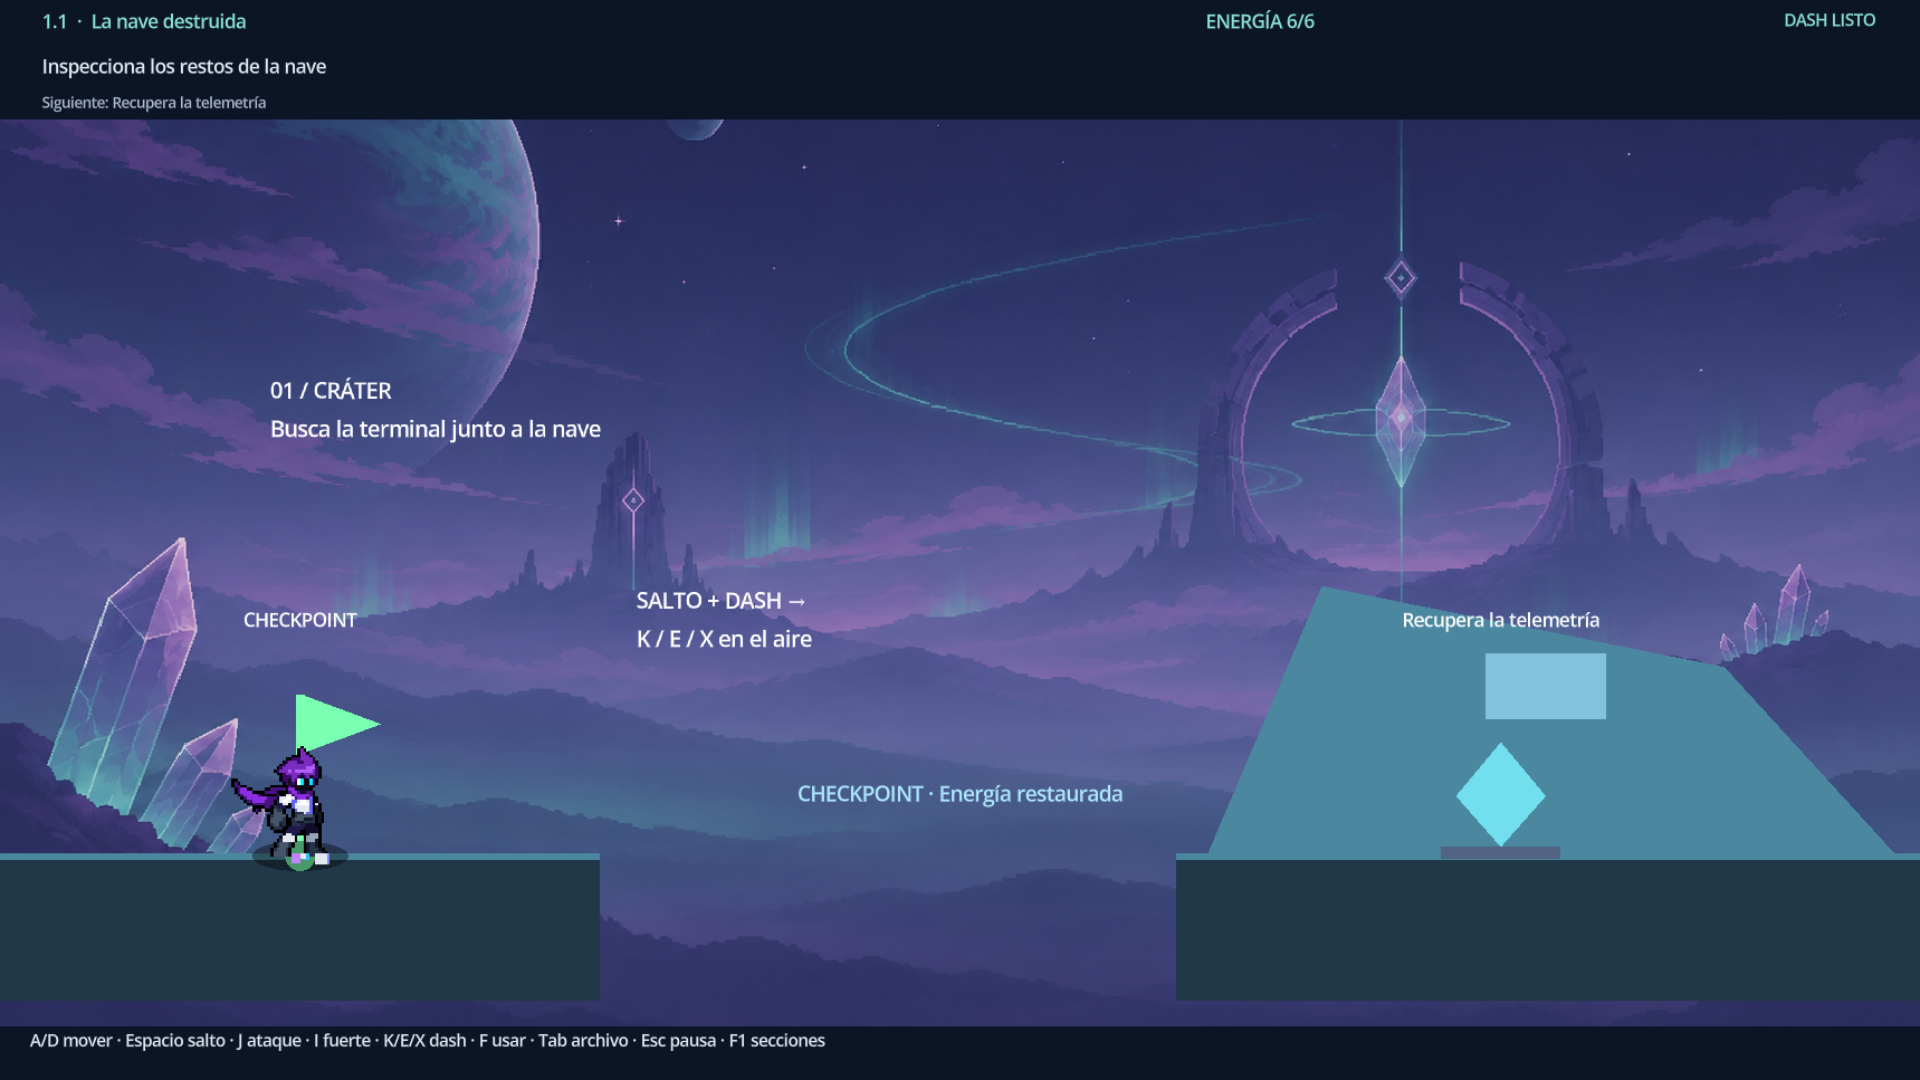 1.1 · La nave destruida
ENERGÍA 6/6
DASH LISTO
Inspecciona los restos de la nave
Siguiente: Recupera la telemetría
01 / CRÁTER
Busca la terminal junto a la nave
SALTO + DASH →
K / E / X en el aire
CHECKPOINT
Recupera la telemetría
CHECKPOINT · Energía restaurada
A/D mover · Espacio salto · J ataque · I fuerte · K/E/X dash · F usar · Tab archivo · Esc pausa · F1 secciones